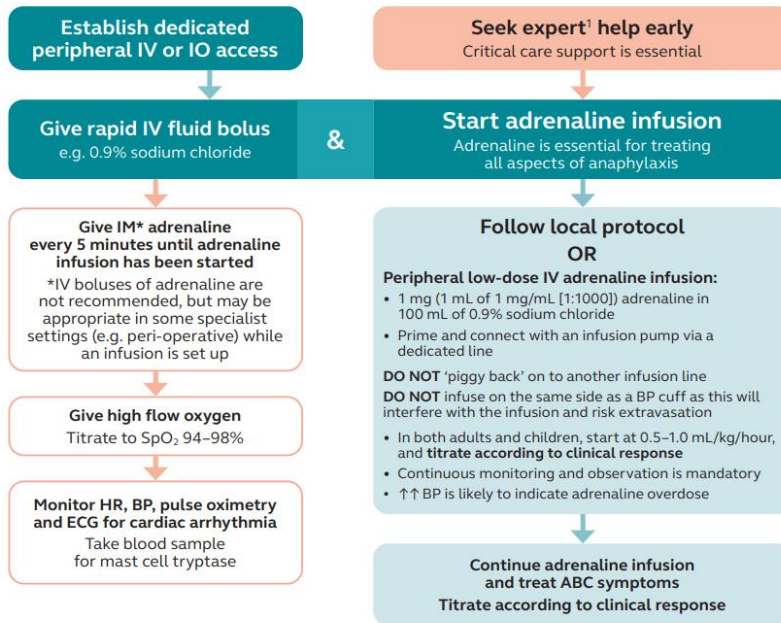 Establish dedicated
peripheral IV or IO access
Seek expert¹ help early
Critical care support is essential
Give rapid IV fluid bolus
e.g. 0.9% sodium chloride
&
Start adrenaline infusion
Adrenaline is essential for treating
all aspects of anaphylaxis
Give IM* adrenaline
every 5 minutes until adrenaline
infusion has been started
*IV boluses of adrenaline are
not recommended, but may be
appropriate in some specialist
settings (e.g. peri-operative) while
an infusion is set up
Give high flow oxygen
Titrate to SpO₂ 94–98%
Monitor HR, BP, pulse oximetry
and ECG for cardiac arrhythmia
Take blood sample
for mast cell tryptase
Follow local protocol
OR
Peripheral low-dose IV adrenaline infusion:
• 1 mg (1 mL of 1 mg/mL [1:1000]) adrenaline in
100 mL of 0.9% sodium chloride
• Prime and connect with an infusion pump via a
dedicated line
DO NOT ‘piggy back’ on to another infusion line
DO NOT infuse on the same side as a BP cuff as this will
interfere with the infusion and risk extravasation
• In both adults and children, start at 0.5–1.0 mL/kg/hour,
and titrate according to clinical response
• Continuous monitoring and observation is mandatory
• ↑↑ BP is likely to indicate adrenaline overdose
Continue adrenaline infusion
and treat ABC symptoms
Titrate according to clinical response